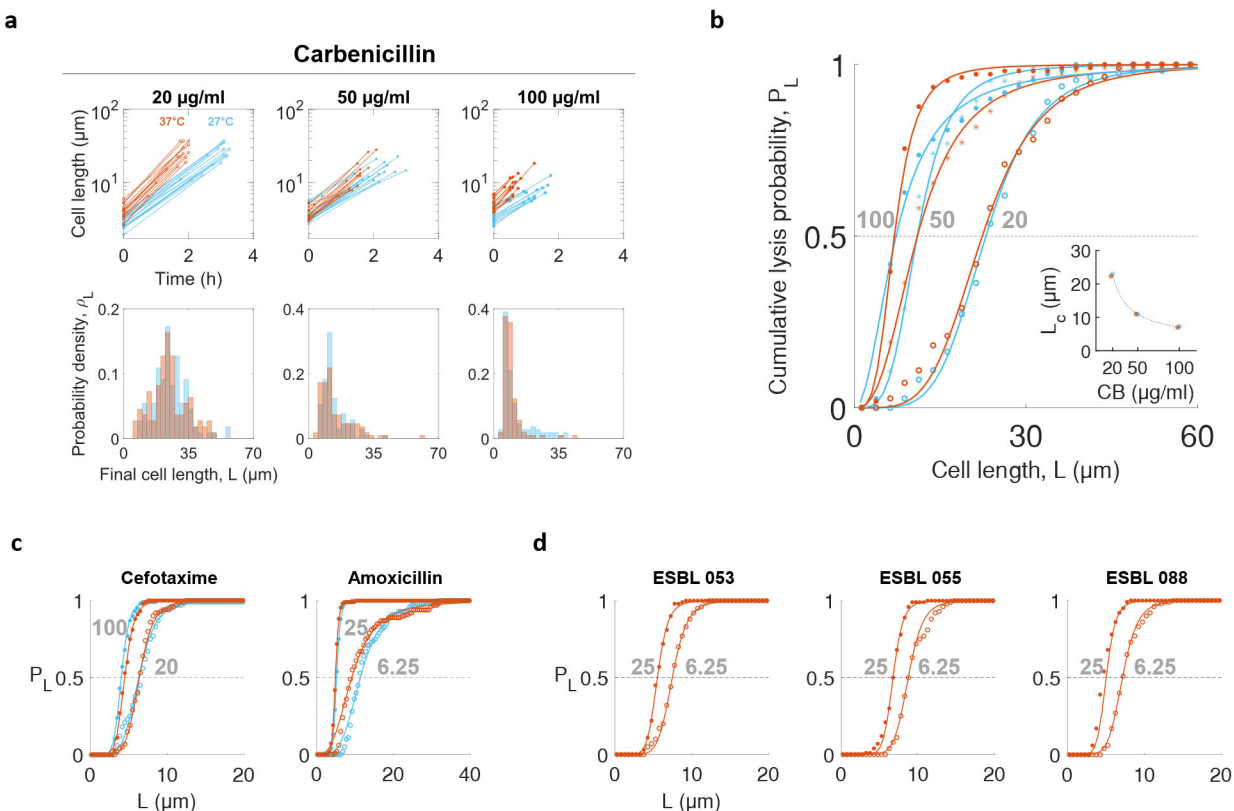 a
Carbenicillin
20 µg/ml
50 µg/ml
100 µg/ml
Cell length (µm)
10²
10¹
37°C
27°C
0 2 4
10²
10¹
0 2 4
10²
10¹
0 2 4
Time (h)
Probability density, ρL
0.2
0.1
0
0 35 70
0.4
0.2
0
0 35 70
0.4
0.2
0
0 35 70
Final cell length, L (µm)
b
Cumulative lysis probability, PL
1
0.5
0
100
50
20
0 30 60
Cell length, L (µm)
Lc (µm)
30
20
10
0
20 50 100
CB (µg/ml)
c
Cefotaxime
PL
1
0.5
0
100
20
0 10 20
L (µm)
Amoxicillin
1
0.5
0
25
6.25
0 20 40
d
ESBL 053
PL
1
0.5
0
25
6.25
0 10 20
L (µm)
ESBL 055
1
0.5
0
25
6.25
0 10 20
ESBL 088
1
0.5
0
25
6.25
0 10 20